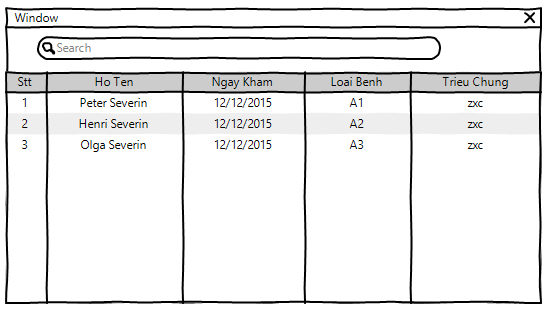 Window
Search
Stt Ho Ten Ngay Kham Loai Benh Trieu Chung
1 Peter Severin 12/12/2015 A1 zxc
2 Henri Severin 12/12/2015 A2 zxc
3 Olga Severin 12/12/2015 A3 zxc